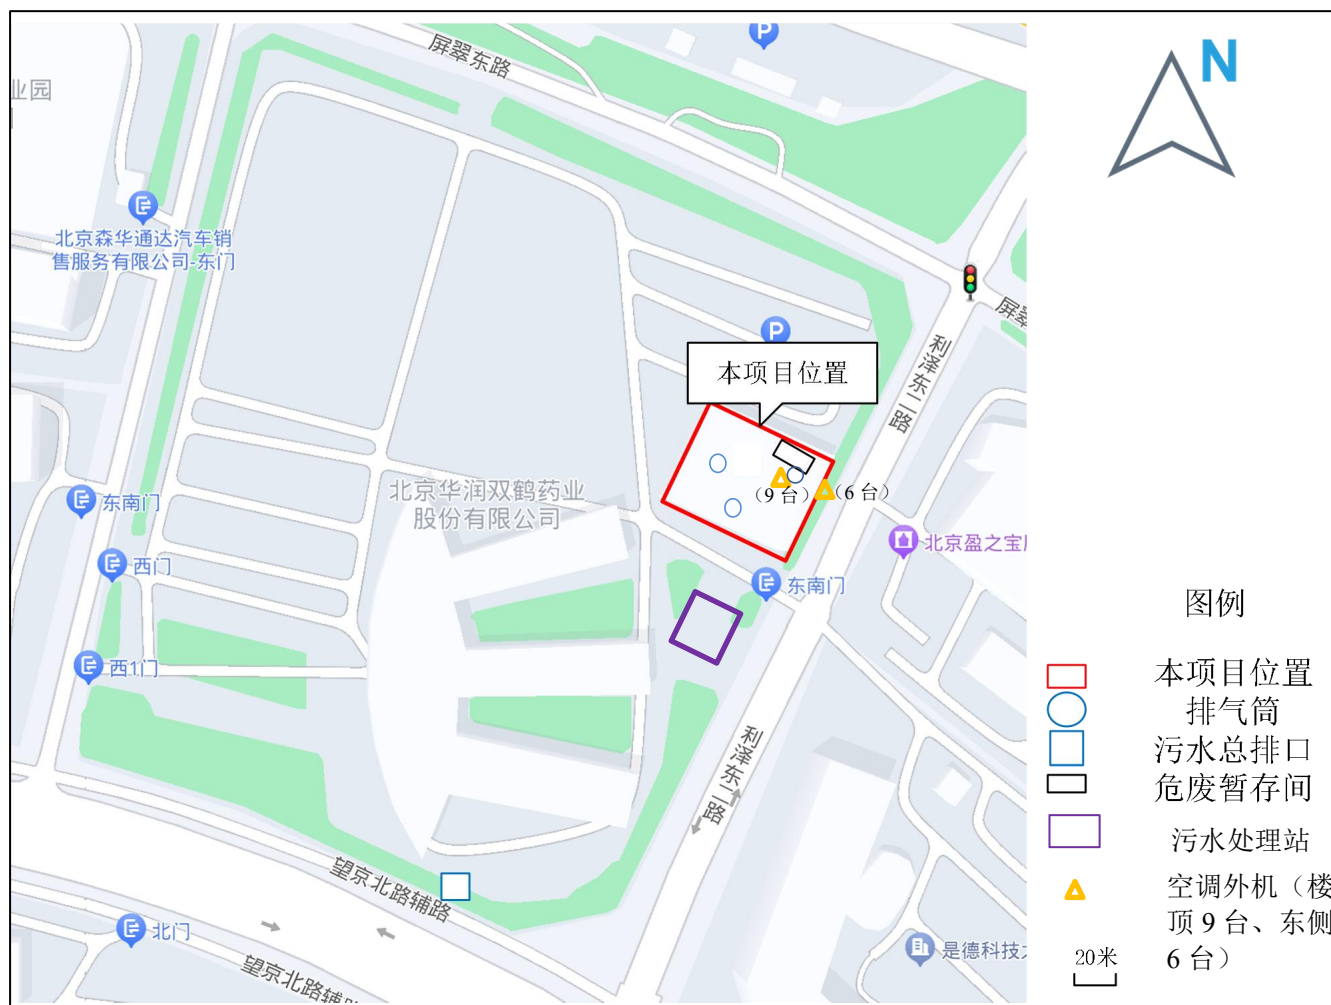 屏翠东路
P
N
业园
北京森华通达汽车销
售服务有限公司-东门
屏翠
P
利泽东二路
本项目位置
北京华润双鹤药业
股份有限公司
(9台)
(6台)
东南门
北京盈之宝
西门
东南门
西1门
利泽东二路
望京北路辅路
北门
望京北路辅路
是德科技
图例
本项目位置
排气筒
污水总排口
危废暂存间
污水处理站
空调外机（楼
顶9台、东侧
6台）
20米